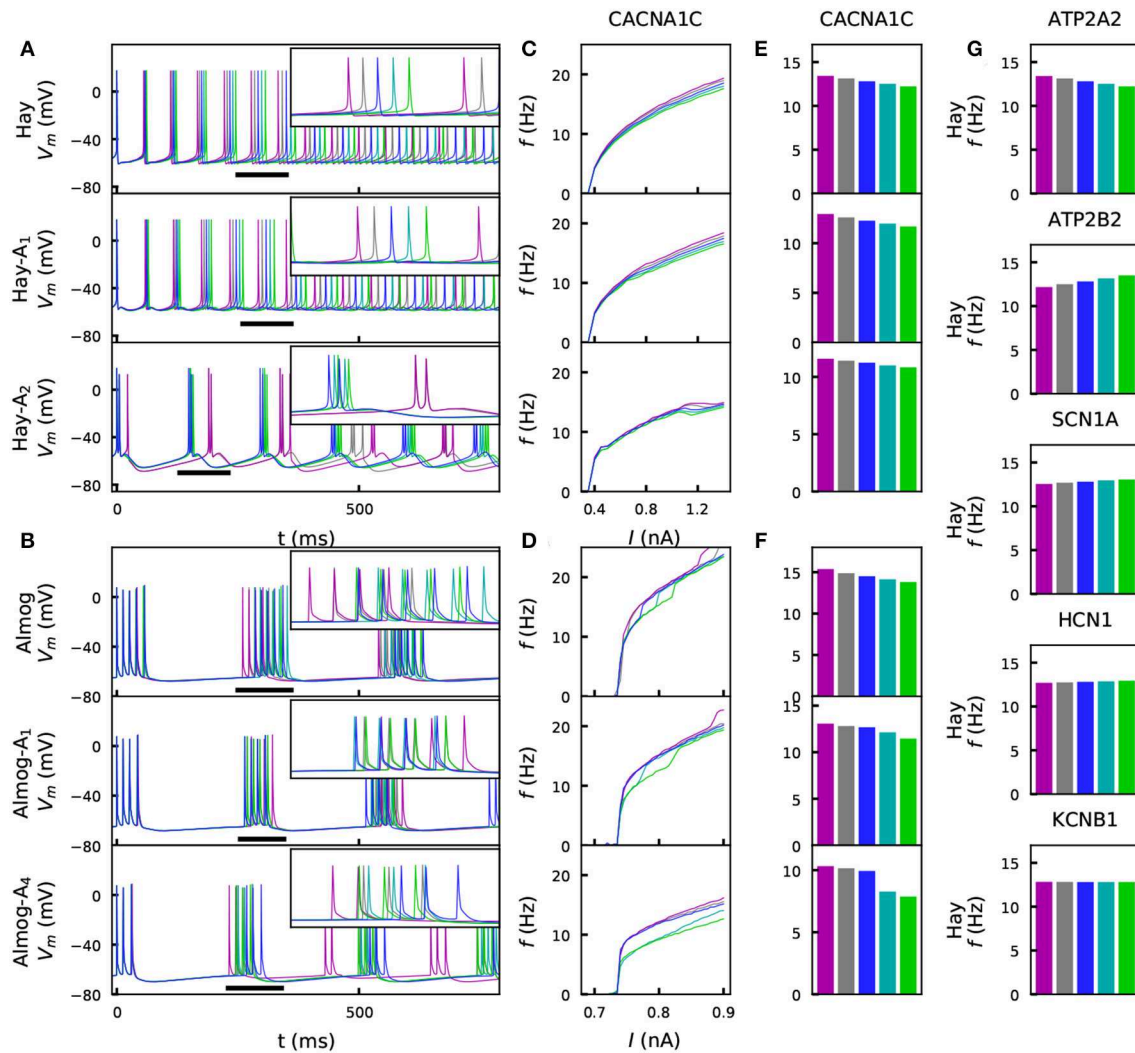 CACNA1C CACNA1C ATP2A2
A C E G
Hay
V_m (mV)
0
−40
−80
f (Hz)
20
10
0
15
10
5
0
Hay
f (Hz)
15
10
5
0
Hay-A₁
V_m (mV)
0
−40
−80
f (Hz)
20
10
0
10
5
0
ATP2B2
Hay
f (Hz)
15
10
5
0
Hay-A₂
V_m (mV)
0
−40
−80
0 500
t (ms)
f (Hz)
20
10
0
0.4 0.8 1.2
I (nA)
10
5
0
SCN1A
Hay
f (Hz)
15
10
5
0
B D F
Almog
V_m (mV)
0
−40
−80
f (Hz)
20
10
0
15
10
5
0
HCN1
Hay
f (Hz)
15
10
5
0
Almog-A₁
V_m (mV)
0
−40
−80
f (Hz)
20
10
0
15
10
5
0
KCNB1
Hay
f (Hz)
15
10
5
0
Almog-A₄
V_m (mV)
0
−40
−80
0 500
t (ms)
f (Hz)
20
10
0
0.7 0.8 0.9
I (nA)
10
5
0